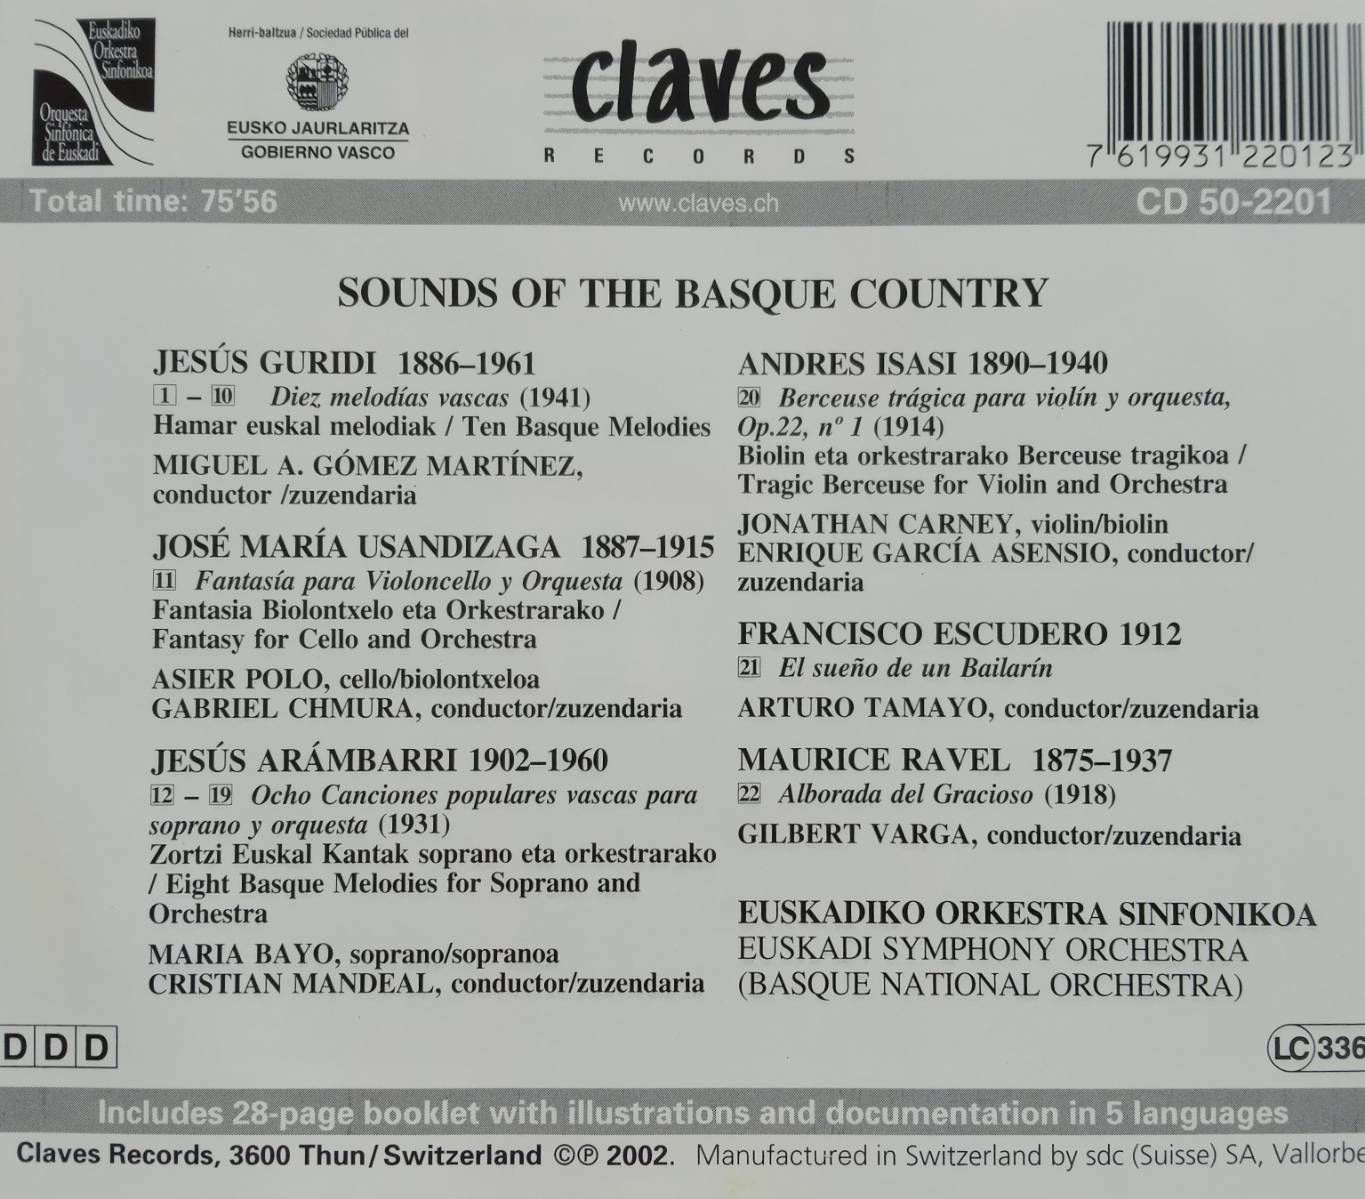 Euskadiko
Orkestra
Sinfonikoa
Orquesta
Sinfónica
de Euskadi
Herri-baltzua / Sociedad Pública del
EUSKO JAURLARITZA
GOBIERNO VASCO
claves
RECORDS
7 619931 220123
Total time: 75'56
www.claves.ch
CD 50-2201
SOUNDS OF THE BASQUE COUNTRY
JESÚS GURIDI 1886–1961
1 – 10 Diez melodías vascas (1941)
Hamar euskal melodiak / Ten Basque Melodies
MIGUEL A. GÓMEZ MARTÍNEZ,
conductor /zuzendaria
JOSÉ MARÍA USANDIZAGA 1887–1915
11 Fantasía para Violoncello y Orquesta (1908)
Fantasia Biolontxelo eta Orkestrarako /
Fantasy for Cello and Orchestra
ASIER POLO, cello/biolontxeloa
GABRIEL CHMURA, conductor/zuzendaria
JESÚS ARÁMBARRI 1902–1960
12 – 19 Ocho Canciones populares vascas para
soprano y orquesta (1931)
Zortzi Euskal Kantak soprano eta orkestrarako
/ Eight Basque Melodies for Soprano and
Orchestra
MARIA BAYO, soprano/sopranoa
CRISTIAN MANDEAL, conductor/zuzendaria
ANDRES ISASI 1890–1940
20 Berceuse trágica para violín y orquesta,
Op.22, nº 1 (1914)
Biolin eta orkestrarako Berceuse tragikoa /
Tragic Berceuse for Violin and Orchestra
JONATHAN CARNEY, violin/biolin
ENRIQUE GARCÍA ASENSIO, conductor/
zuzendaria
FRANCISCO ESCUDERO 1912
21 El sueño de un Bailarín
ARTURO TAMAYO, conductor/zuzendaria
MAURICE RAVEL 1875–1937
22 Alborada del Gracioso (1918)
GILBERT VARGA, conductor/zuzendaria
EUSKADIKO ORKESTRA SINFONIKOA
EUSKADI SYMPHONY ORCHESTRA
(BASQUE NATIONAL ORCHESTRA)
DDD
LC 336
Includes 28-page booklet with illustrations and documentation in 5 languages
Claves Records, 3600 Thun/Switzerland ©℗ 2002. Manufactured in Switzerland by sdc (Suisse) SA, Vallorbe